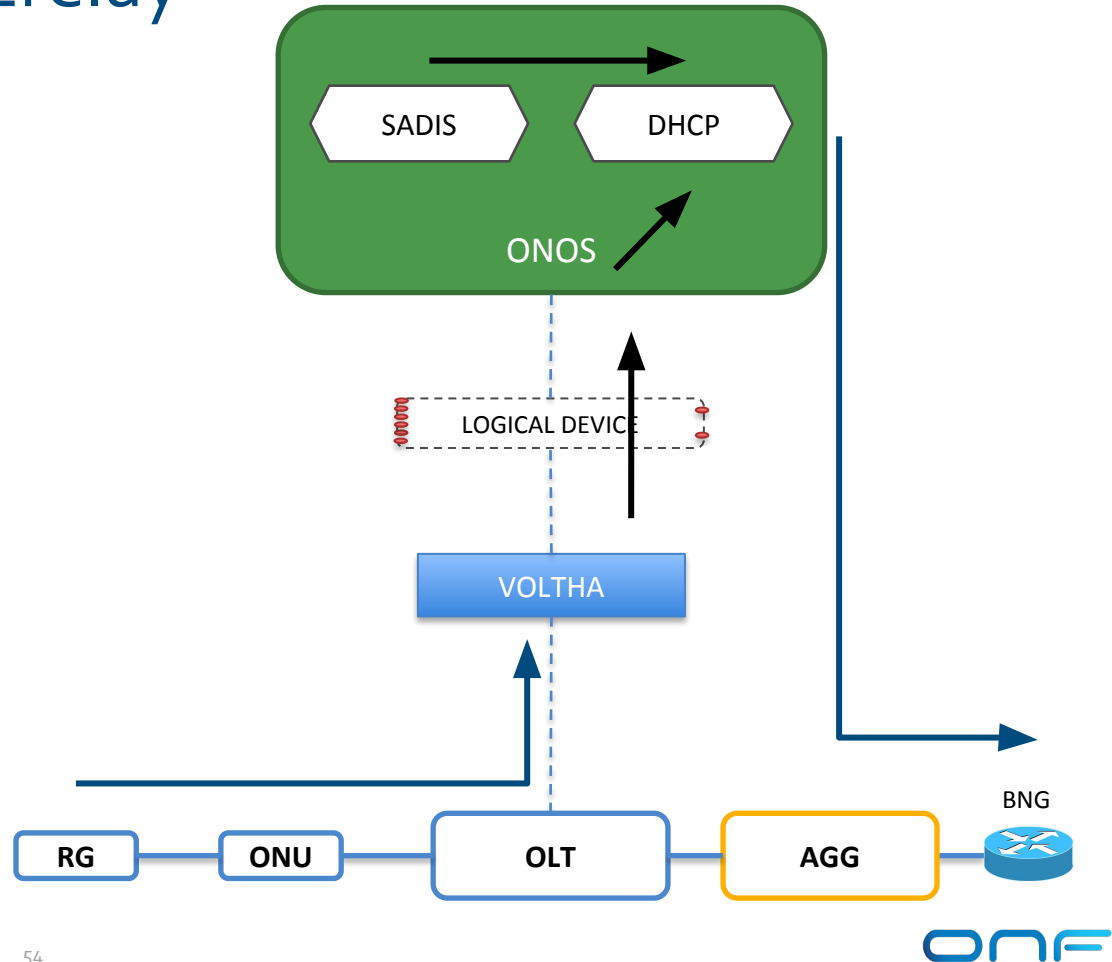 SADIS
DHCP
ONOS
LOGICAL DEVICE
VOLTHA
BNG
RG
ONU
OLT
AGG
54
ONF